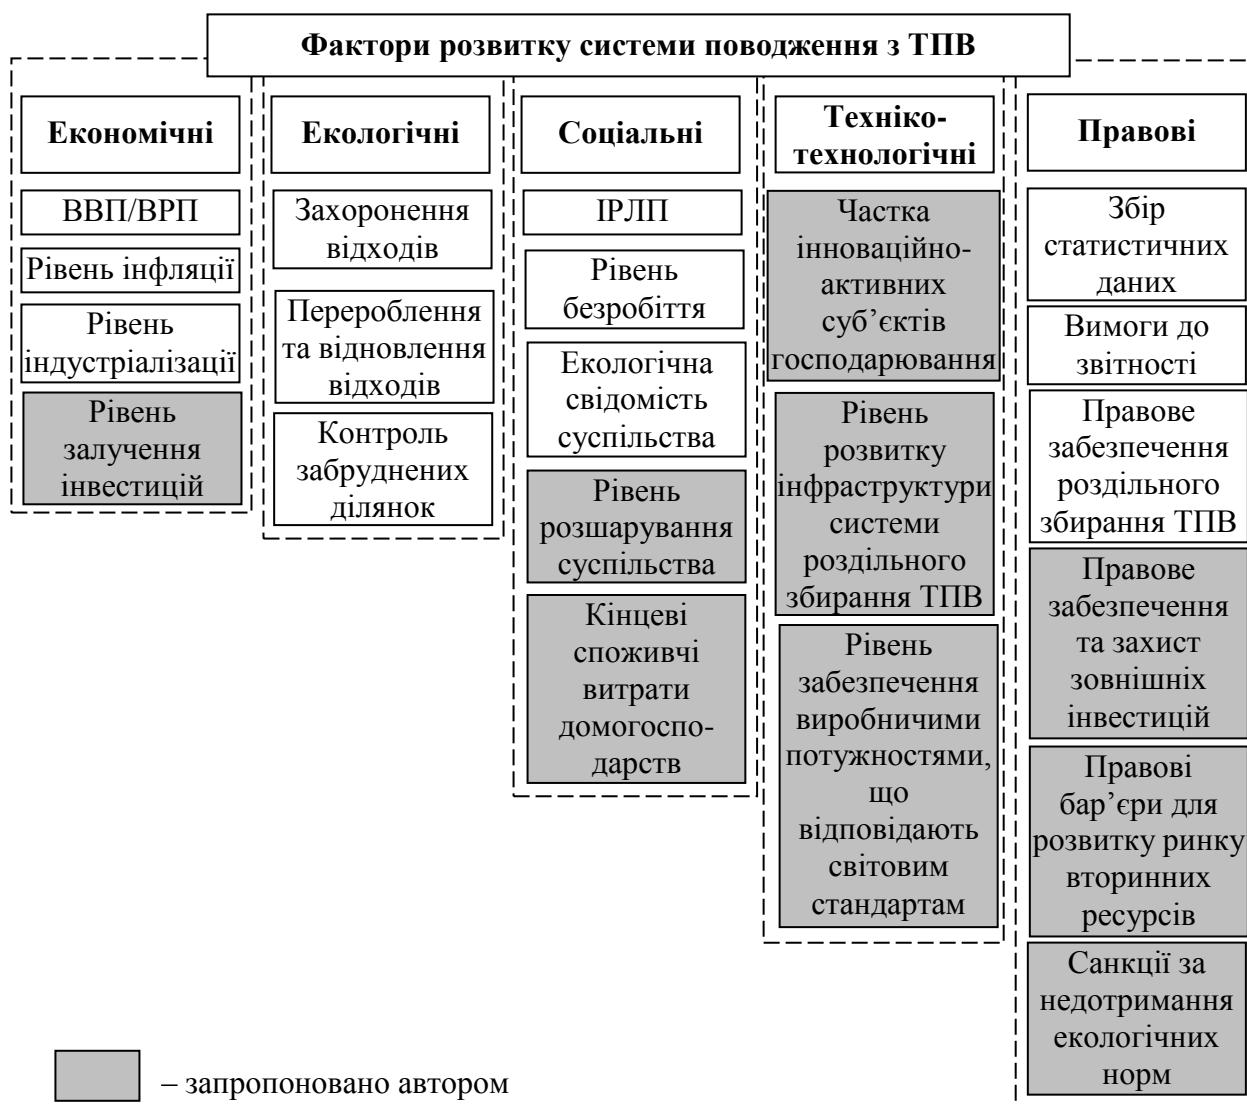 Фактори розвитку системи поводження з ТПВ
Економічні
ВВП/ВРП
Рівень інфляції
Рівень
індустріалізації
Рівень
залучення
інвестицій
Екологічні
Захоронення
відходів
Перероблення
та відновлення
відходів
Контроль
забруднених
ділянок
Соціальні
ІРЛП
Рівень
безробіття
Екологічна
свідомість
суспільства
Рівень
розшарування
суспільства
Кінцеві
споживчі
витрати
домогоспо-
дарств
Техніко-
технологічні
Частка
інноваційно-
активних
суб’єктів
господарювання
Рівень
розвитку
інфраструктури
системи
роздільного
збирання ТПВ
Рівень
забезпечення
виробничими
потужностями,
що
відповідають
світовим
стандартам
Правові
Збір
статистичних
даних
Вимоги до
звітності
Правове
забезпечення
роздільного
збирання ТПВ
Правове
забезпечення
та захист
зовнішніх
інвестицій
Правові
бар’єри для
розвитку ринку
вторинних
ресурсів
Санкції за
недотримання
екологічних
норм
– запропоновано автором